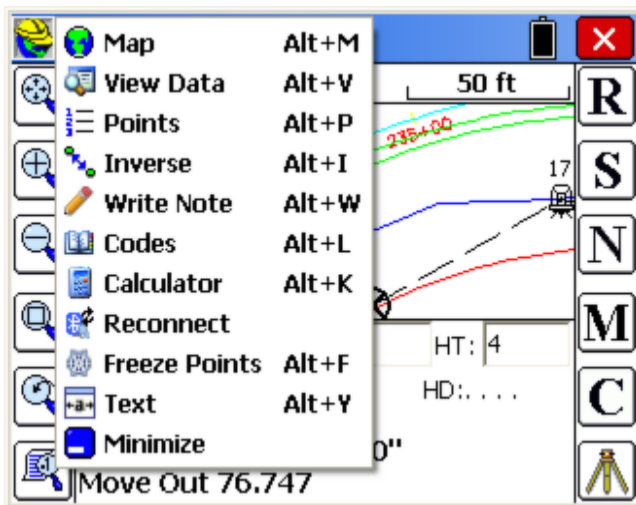 Map Alt+M
View Data Alt+V
Points Alt+P
Inverse Alt+I
Write Note Alt+W
Codes Alt+L
Calculator Alt+K
Reconnect
Freeze Points Alt+F
+a+ Text Alt+Y
Minimize
50 ft
235+00
17
HT: 4
HD:. . . .
0"
Move Out 76.747
R
S
N
M
C